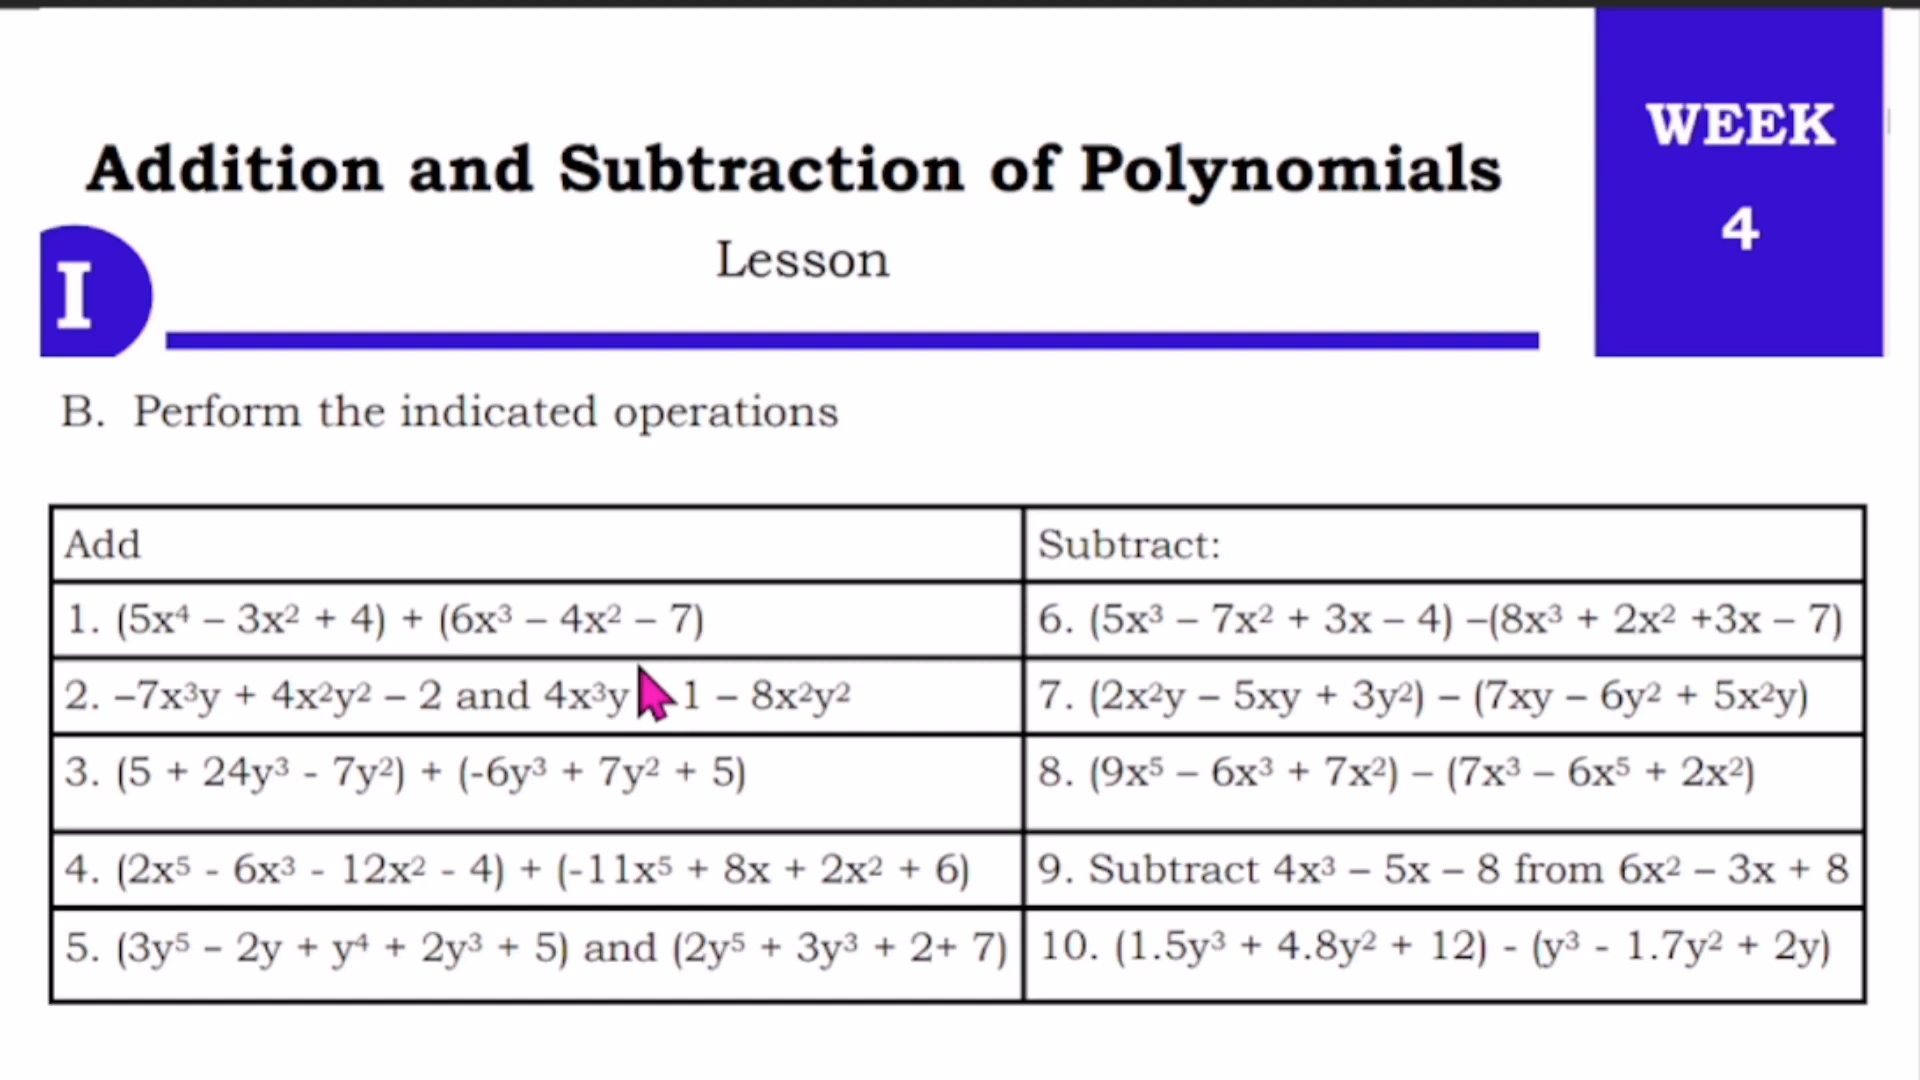 WEEK
4
Addition and Subtraction of Polynomials
Lesson
I
B. Perform the indicated operations
Add
Subtract:
1. (5x⁴ – 3x² + 4) + (6x³ – 4x² – 7)
6. (5x³ – 7x² + 3x – 4) –(8x³ + 2x² +3x – 7)
2. –7x³y + 4x²y² – 2 and 4x³y 1 – 8x²y²
7. (2x²y – 5xy + 3y²) – (7xy – 6y² + 5x²y)
3. (5 + 24y³ - 7y²) + (-6y³ + 7y² + 5)
8. (9x⁵ – 6x³ + 7x²) – (7x³ – 6x⁵ + 2x²)
4. (2x⁵ - 6x³ - 12x² - 4) + (-11x⁵ + 8x + 2x² + 6)
9. Subtract 4x³ – 5x – 8 from 6x² – 3x + 8
5. (3y⁵ – 2y + y⁴ + 2y³ + 5) and (2y⁵ + 3y³ + 2+ 7)
10. (1.5y³ + 4.8y² + 12) - (y³ - 1.7y² + 2y)